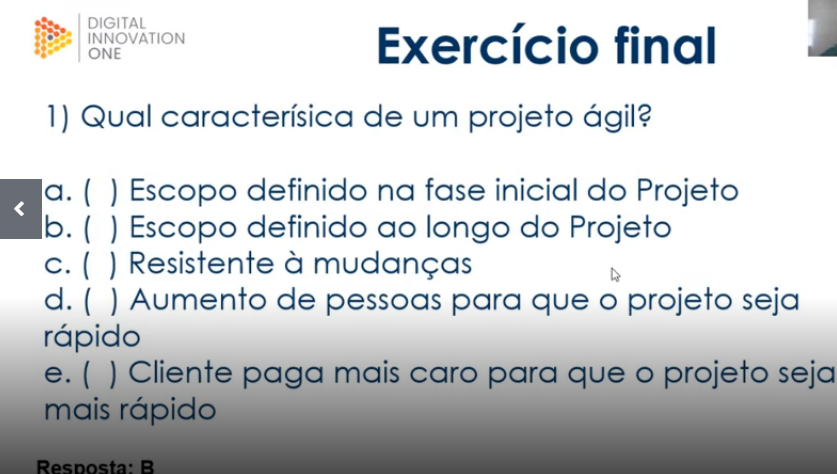 DIGITAL
INNOVATION
ONE
Exercício final
1) Qual caracterísica de um projeto ágil?
a. ( ) Escopo definido na fase inicial do Projeto
b. ( ) Escopo definido ao longo do Projeto
c. ( ) Resistente à mudanças
d. ( ) Aumento de pessoas para que o projeto seja
rápido
e. ( ) Cliente paga mais caro para que o projeto seja
mais rápido
Resposta: B